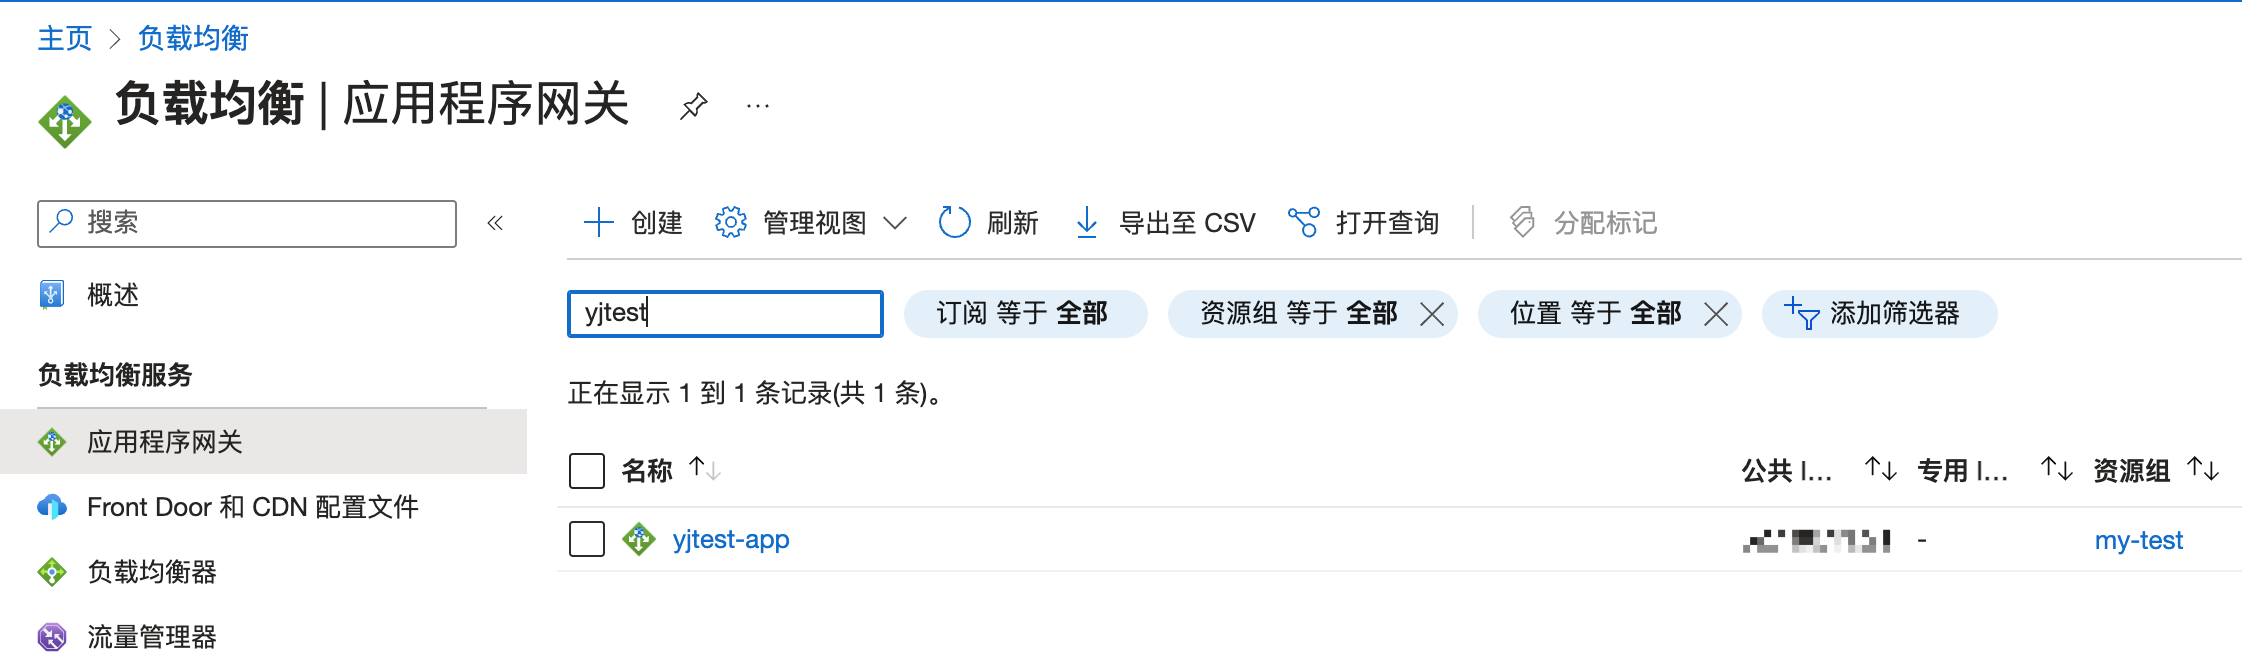 主页 > 负载均衡
负载均衡 | 应用程序网关 ...
搜索 «
创建 管理视图 刷新 导出至 CSV 打开查询 分配标记
概述
yjtest 订阅 等于 全部 资源组 等于 全部 位置 等于 全部 添加筛选器
负载均衡服务
正在显示 1 到 1 条记录(共 1 条)。
应用程序网关
名称 公共 I... 专用 I... 资源组
Front Door 和 CDN 配置文件
yjtest-app - my-test
负载均衡器
流量管理器